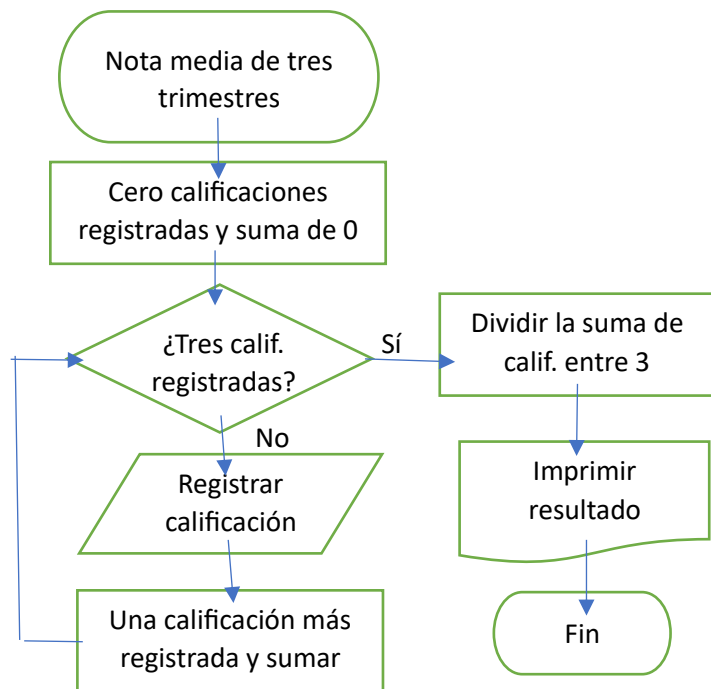 Nota media de tres
trimestres
Cero calificaciones
registradas y suma de 0
¿Tres calif.
registradas?
Sí
Dividir la suma de
calif. entre 3
No
Registrar
calificación
Imprimir
resultado
Una calificación más
registrada y sumar
Fin